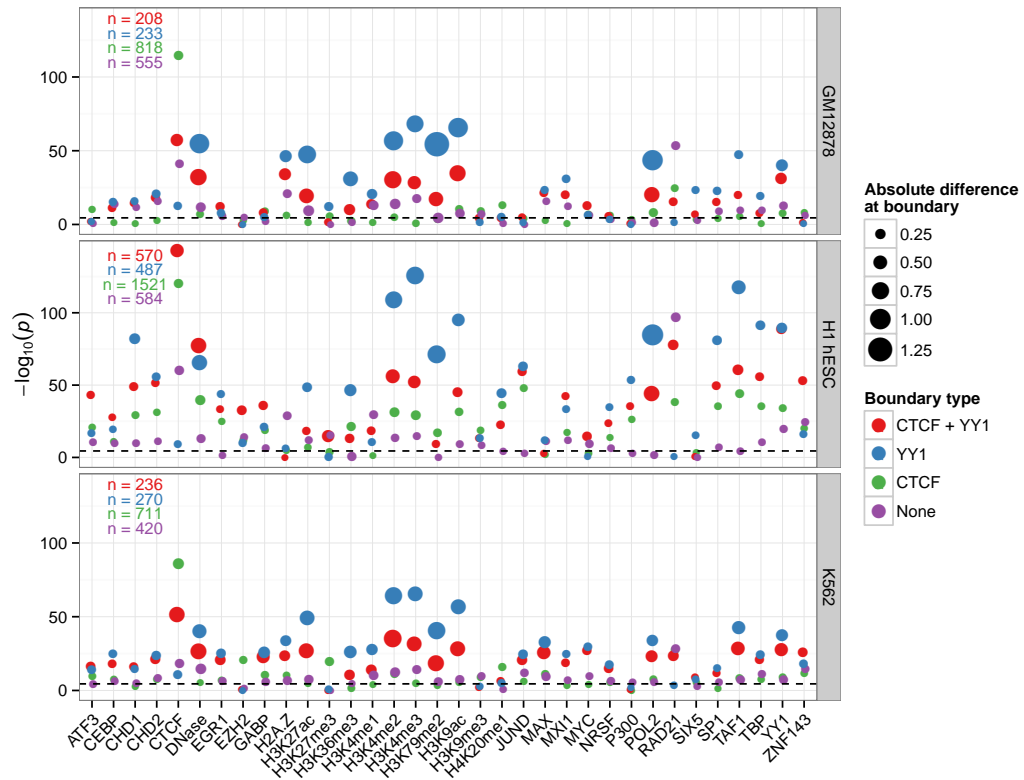 n = 208
n = 233
n = 818
n = 555
100
50
0
GM12878
n = 570
n = 487
n = 1521
n = 584
100
50
0
H1 hESC
n = 236
n = 270
n = 711
n = 420
100
50
0
K562
−log10(p)
ATF3
CEBP
CHD1
CHD2
CTCF
DNase
EGR1
EZH2
GABP
H2A.Z
H3K27ac
H3K27me3
H3K36me3
H3K4me1
H3K4me2
H3K4me3
H3K79me2
H3K9ac
H3K9me3
H4K20me1
JUND
MAX
MXI1
MYC
NRSF
P300
POL2
RAD21
SIX5
SP1
TAF1
TBP
YY1
ZNF143
Absolute difference
at boundary
0.25
0.50
0.75
1.00
1.25
Boundary type
CTCF + YY1
YY1
CTCF
None